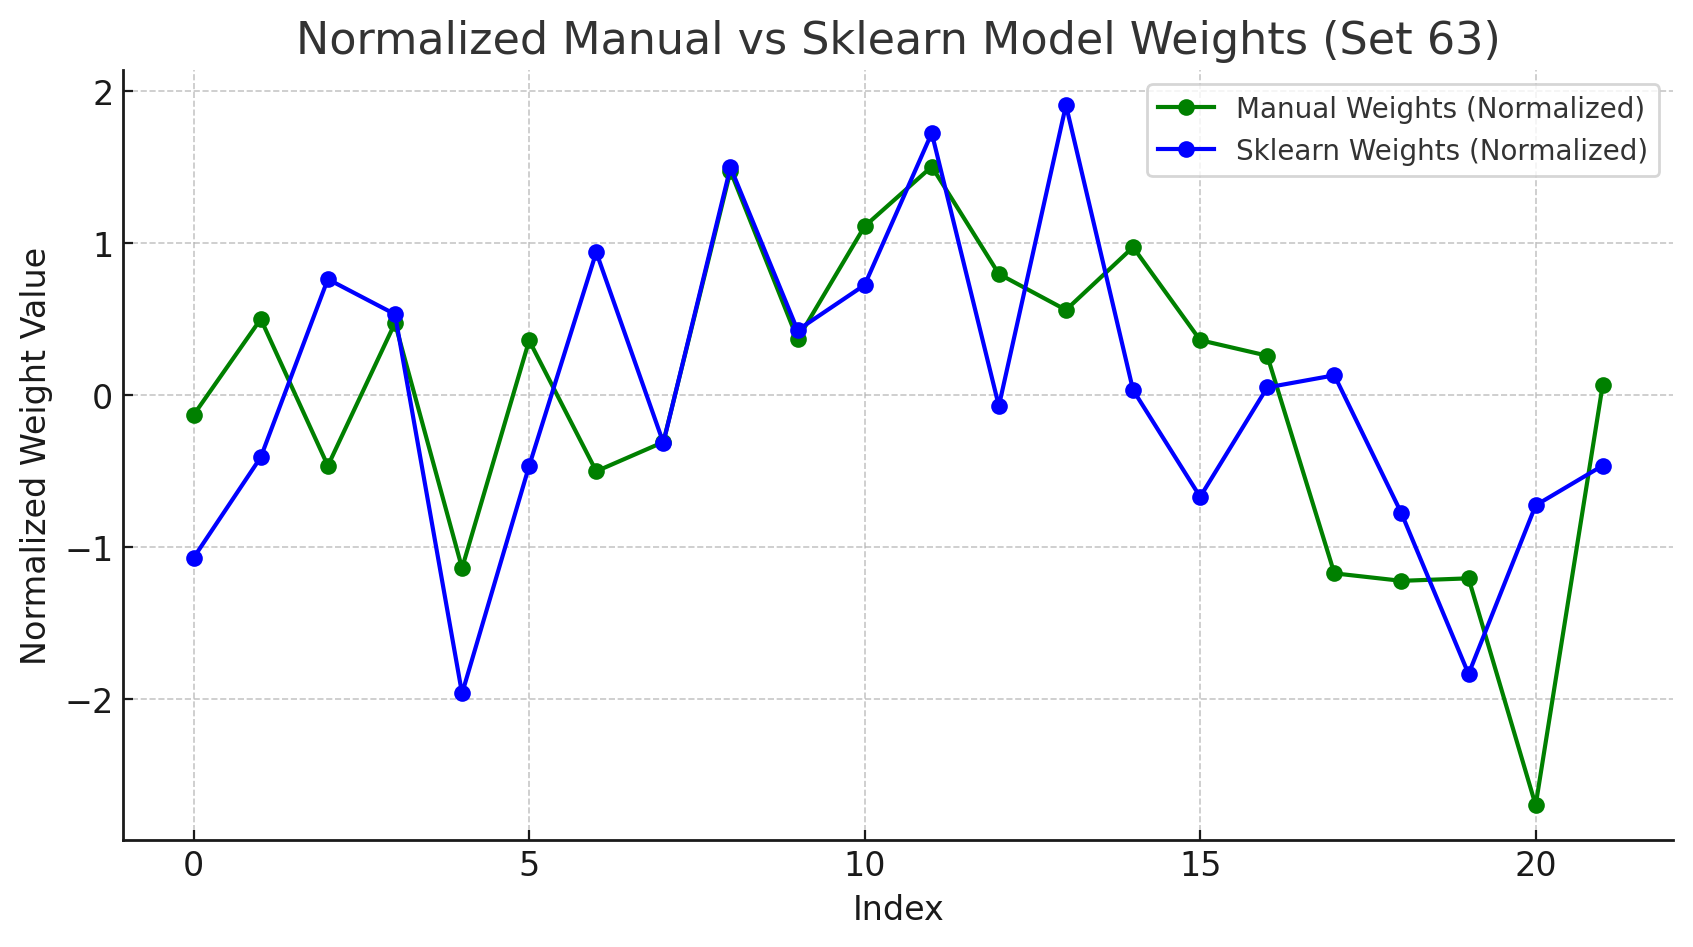 Normalized Manual vs Sklearn Model Weights (Set 63)
Manual Weights (Normalized)
Sklearn Weights (Normalized)
Normalized Weight Value
2
1
0
−1
−2
0 5 10 15 20
Index